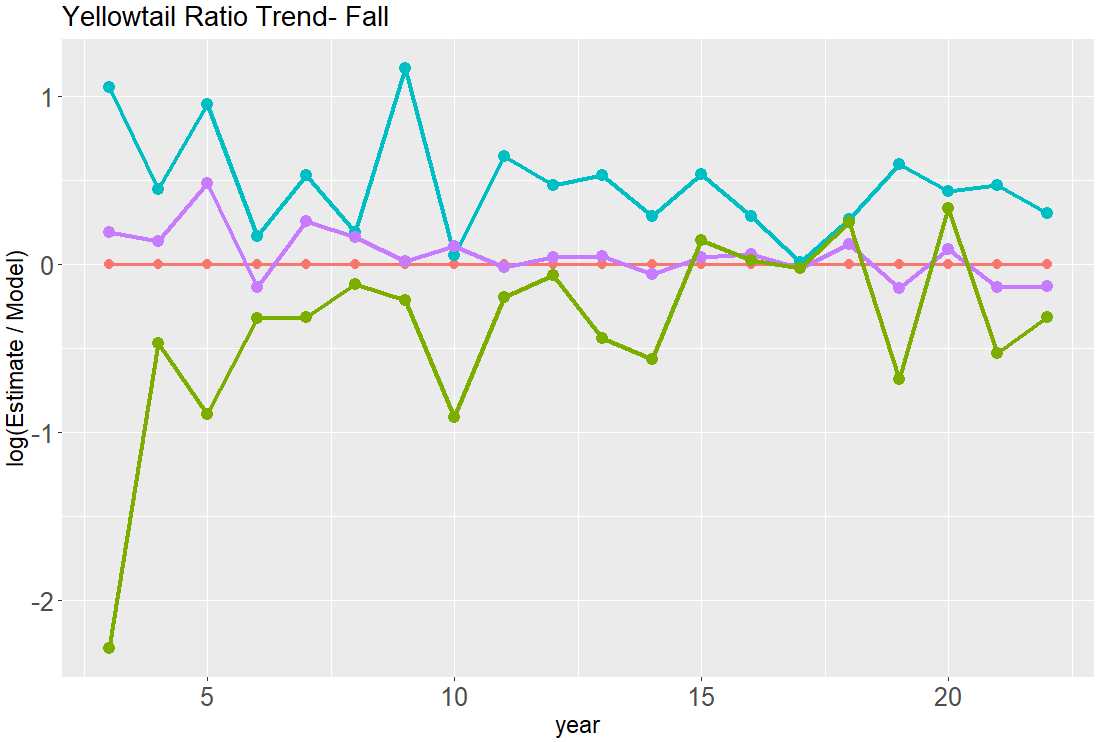 Yellowtail Ratio Trend- Fall
log(Estimate / Model)
1
0
-1
-2
5 10 15 20
year